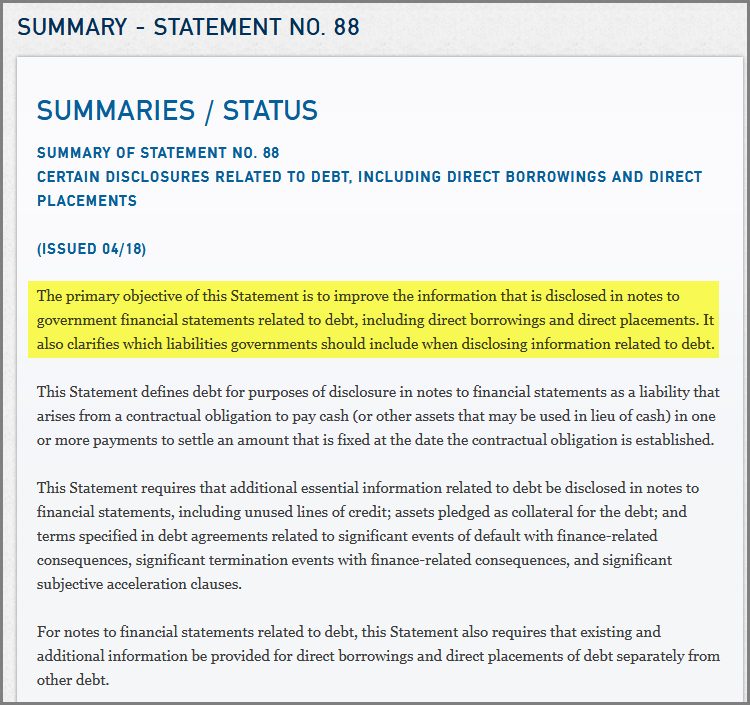 SUMMARY - STATEMENT NO. 88
SUMMARIES / STATUS
SUMMARY OF STATEMENT NO. 88
CERTAIN DISCLOSURES RELATED TO DEBT, INCLUDING DIRECT BORROWINGS AND DIRECT
PLACEMENTS
(ISSUED 04/18)
The primary objective of this Statement is to improve the information that is disclosed in notes to
government financial statements related to debt, including direct borrowings and direct placements. It
also clarifies which liabilities governments should include when disclosing information related to debt.
This Statement defines debt for purposes of disclosure in notes to financial statements as a liability that
arises from a contractual obligation to pay cash (or other assets that may be used in lieu of cash) in one
or more payments to settle an amount that is fixed at the date the contractual obligation is established.
This Statement requires that additional essential information related to debt be disclosed in notes to
financial statements, including unused lines of credit; assets pledged as collateral for the debt; and
terms specified in debt agreements related to significant events of default with finance-related
consequences, significant termination events with finance-related consequences, and significant
subjective acceleration clauses.
For notes to financial statements related to debt, this Statement also requires that existing and
additional information be provided for direct borrowings and direct placements of debt separately from
other debt.